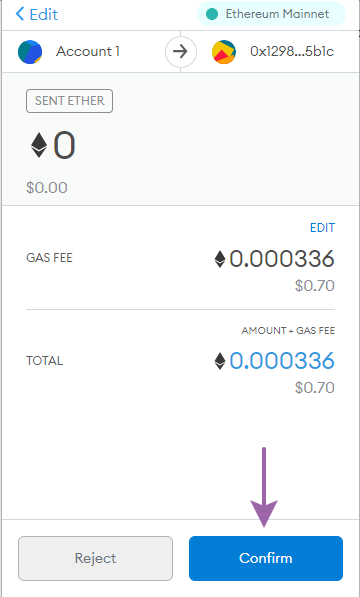 Edit
Ethereum Mainnet
Account 1
0x1298...5b1c
SENT ETHER
0
$0.00
EDIT
GAS FEE
0.000336
$0.70
AMOUNT + GAS FEE
TOTAL
0.000336
$0.70
Reject
Confirm